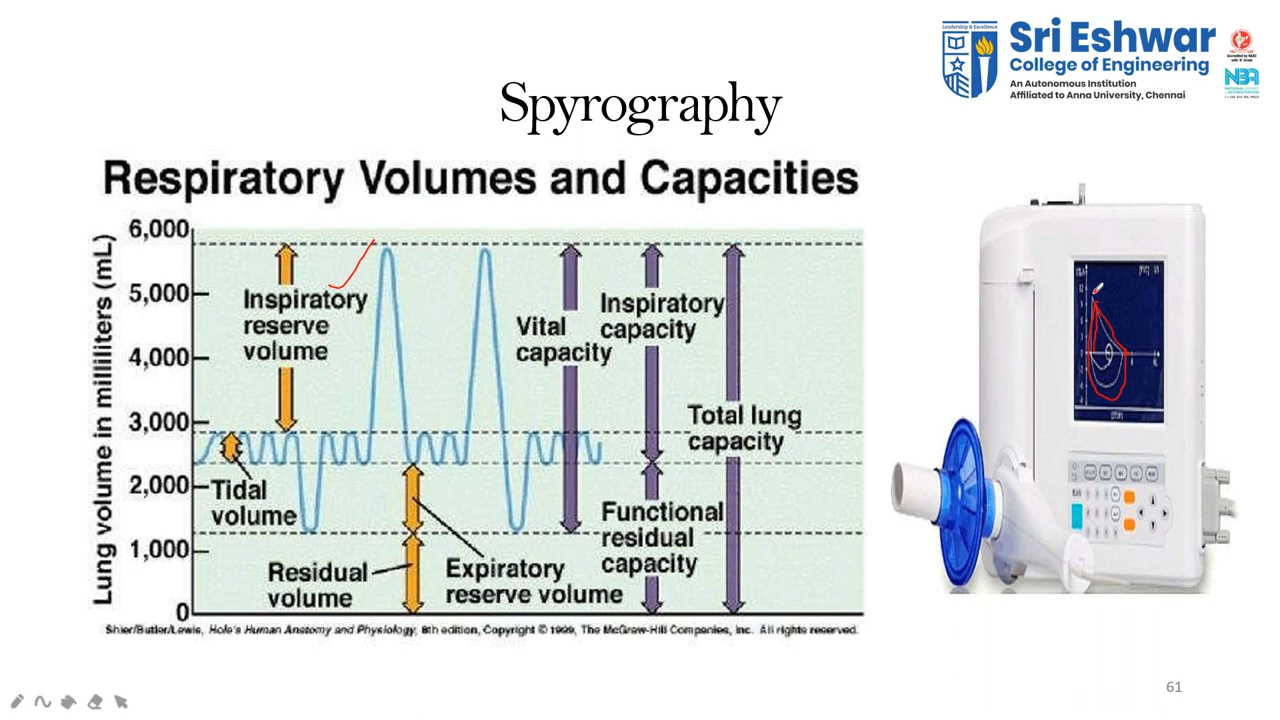 Leadership & Excellence
Sri Eshwar
College of Engineering
An Autonomous Institution
Affiliated to Anna University, Chennai
NBA
Spyrography
Respiratory Volumes and Capacities
Lung volume in milliliters (mL)
6,000
5,000
4,000
3,000
2,000
1,000
0
Inspiratory
reserve
volume
Tidal
volume
Residual
volume
Expiratory
reserve volume
Vital
capacity
Inspiratory
capacity
Functional
residual
capacity
Total lung
capacity
Shier/Butler/Lewis, Hole's Human Anatomy and Physiology, 8th edition, Copyright © 1999, The McGraw-Hill Companies, Inc. All rights reserved.
61